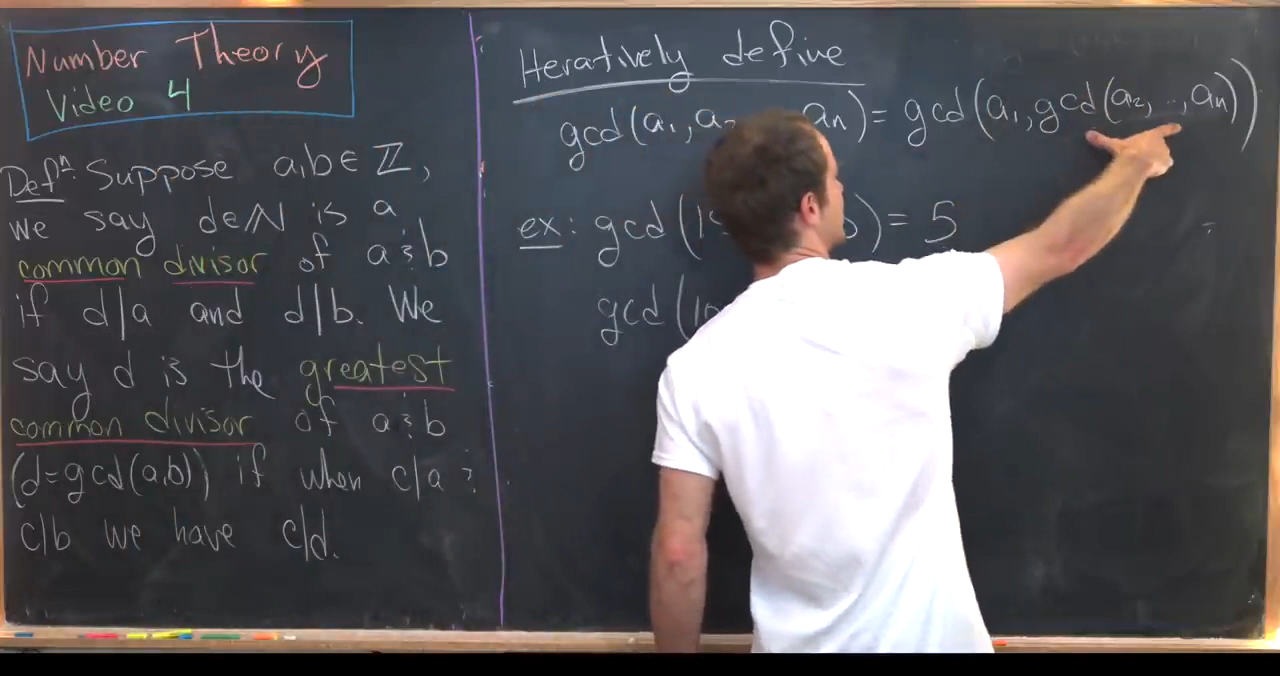 Number Theory
Video 4
Defⁿ: Suppose a,b∈ℤ,
we say d∈ℕ is a
common divisor of a & b
if d|a and d|b. We
say d is the greatest
common divisor of a & b
(d=gcd(a,b)) if when c|a &
c|b we have c|d.
Iteratively define
gcd(a₁,a₂ aₙ)=gcd(a₁,gcd(a₂,..,aₙ))
ex: gcd( )=5
gcd(